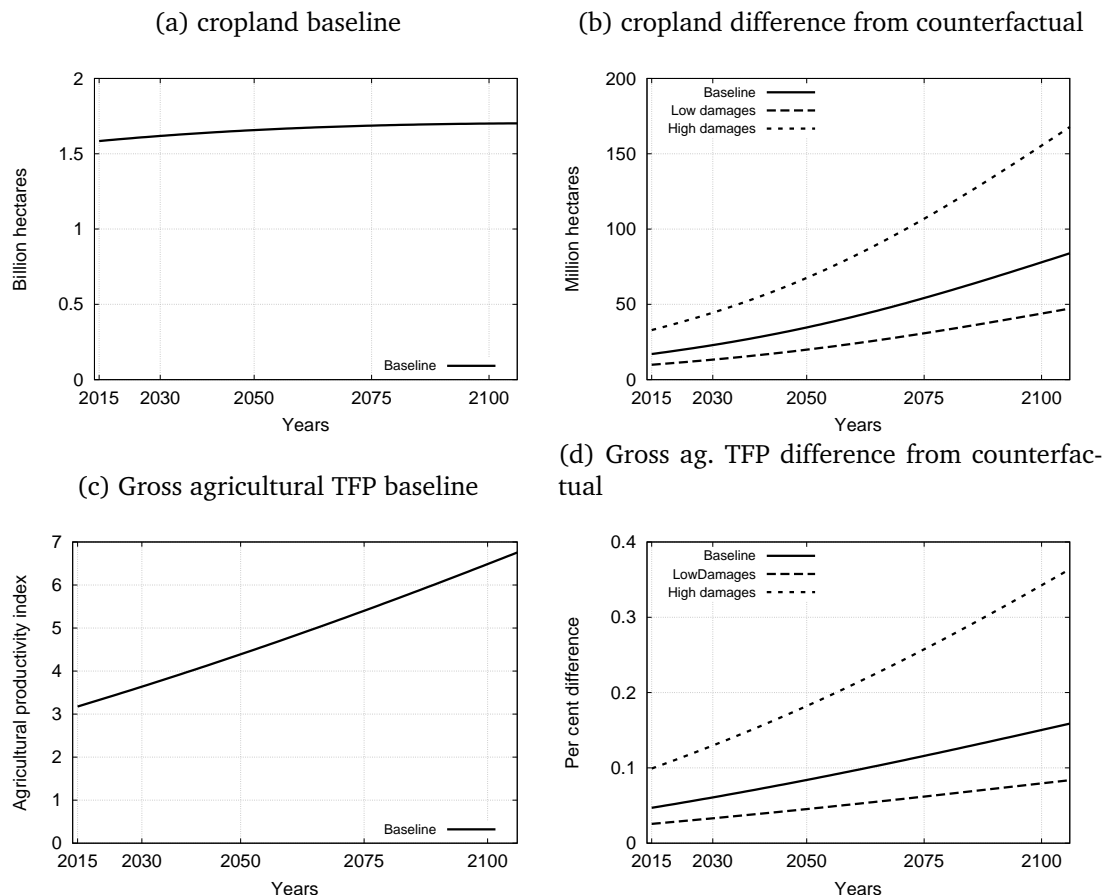 (a) cropland baseline
2
1.5
1
0.5
0
Billion hectares
Baseline
2015 2030 2050 2075 2100
Years
(b) cropland difference from counterfactual
200
150
100
50
0
Million hectares
Baseline
Low damages
High damages
2015 2030 2050 2075 2100
Years
(c) Gross agricultural TFP baseline
7
6
5
4
3
2
1
0
Agricultural productivity index
Baseline
2015 2030 2050 2075 2100
Years
(d) Gross ag. TFP difference from counterfac-
tual
0.4
0.3
0.2
0.1
0
Per cent difference
Baseline
LowDamages
High damages
2015 2030 2050 2075 2100
Years